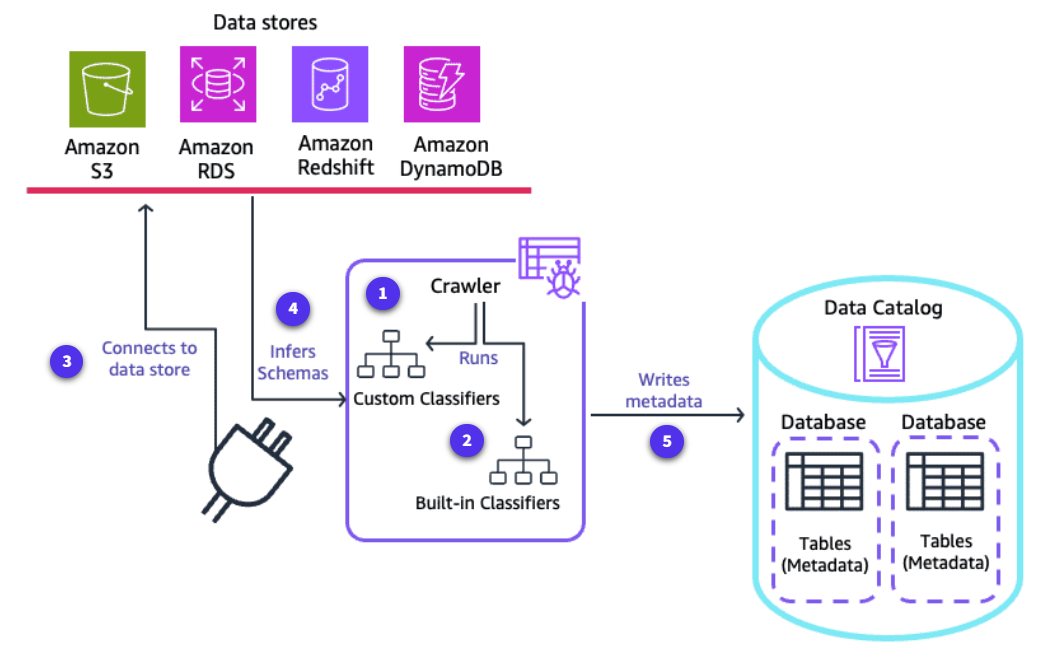 Data stores
Amazon
S3
Amazon
RDS
Amazon
Redshift
Amazon
DynamoDB
1
Crawler
4
Infers
Schemas
3
Connects to
data store
Runs
Custom Classifiers
2
Built-in Classifiers
Writes
metadata
5
Data Catalog
Database
Tables
(Metadata)
Database
Tables
(Metadata)